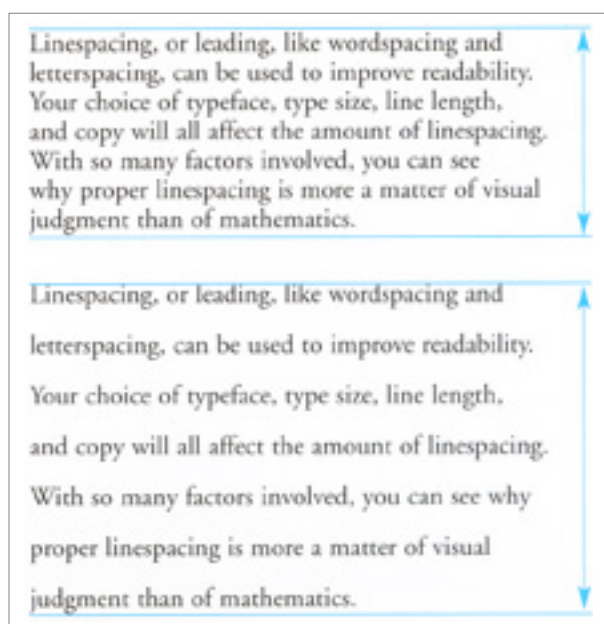 Linespacing, or leading, like wordspacing and
letterspacing, can be used to improve readability.
Your choice of typeface, type size, line length,
and copy will all affect the amount of linespacing.
With so many factors involved, you can see
why proper linespacing is more a matter of visual
judgment than of mathematics.
Linespacing, or leading, like wordspacing and
letterspacing, can be used to improve readability.
Your choice of typeface, type size, line length,
and copy will all affect the amount of linespacing.
With so many factors involved, you can see why
proper linespacing is more a matter of visual
judgment than of mathematics.